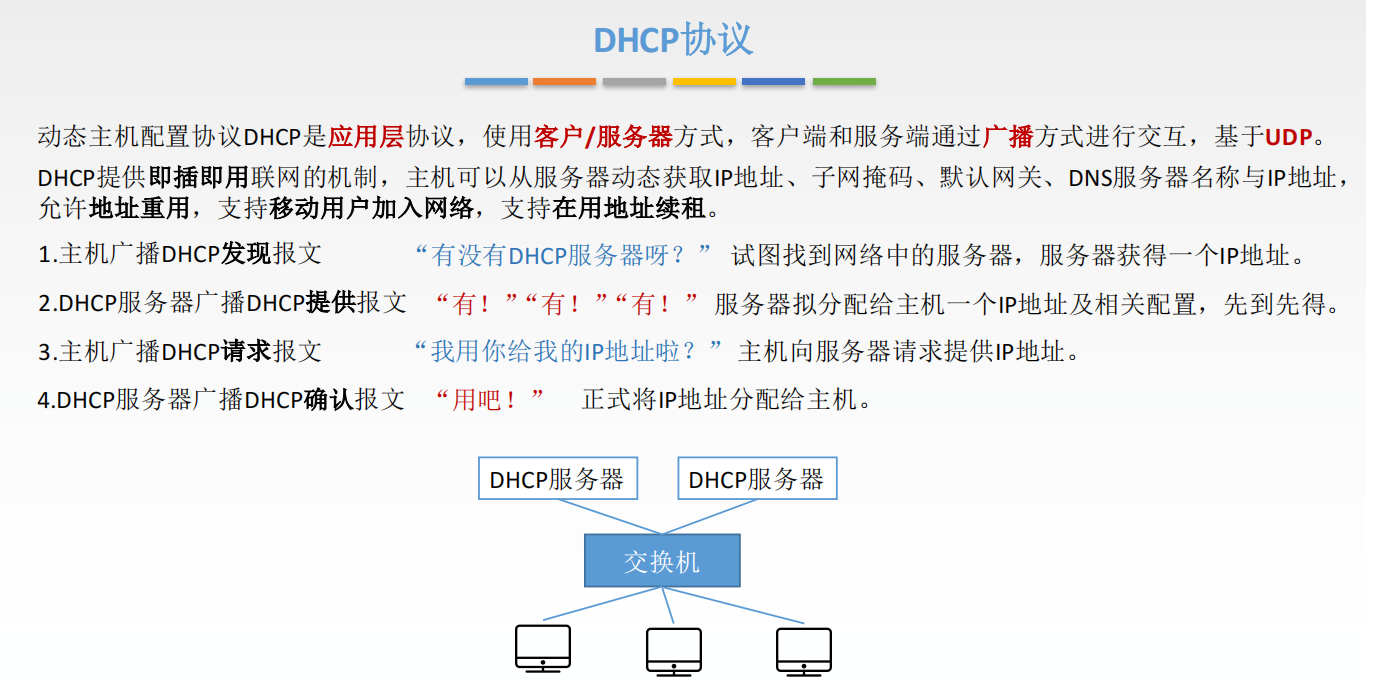 DHCP协议
动态主机配置协议DHCP是应用层协议，使用客户/服务器方式，客户端和服务端通过广播方式进行交互，基于UDP。
DHCP提供即插即用联网的机制，主机可以从服务器动态获取IP地址、子网掩码、默认网关、DNS服务器名称与IP地址，
允许地址重用，支持移动用户加入网络，支持在用地址续租。
1.主机广播DHCP发现报文 “有没有DHCP服务器呀？” 试图找到网络中的服务器，服务器获得一个IP地址。
2.DHCP服务器广播DHCP提供报文 “有！”“有！”“有！” 服务器拟分配给主机一个IP地址及相关配置，先到先得。
3.主机广播DHCP请求报文 “我用你给我的IP地址啦？” 主机向服务器请求提供IP地址。
4.DHCP服务器广播DHCP确认报文 “用吧！” 正式将IP地址分配给主机。
DHCP服务器 DHCP服务器
交换机